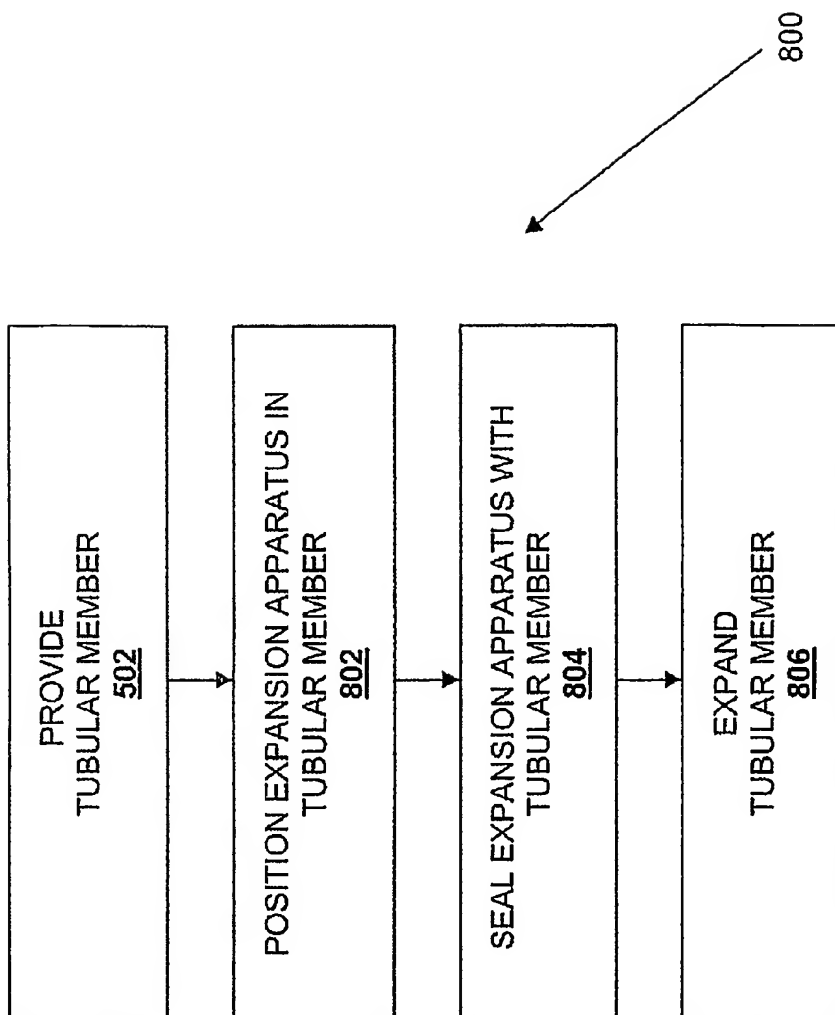 PROVIDE
TUBULAR MEMBER
502
POSITION EXPANSION APPARATUS IN
TUBULAR MEMBER
802
SEAL EXPANSION APPARATUS WITH
TUBULAR MEMBER
804
EXPAND
TUBULAR MEMBER
806
800